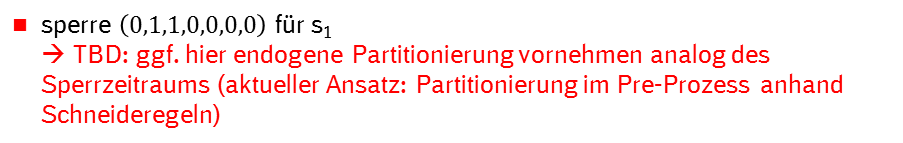 ▪ sperre (0,1,1,0,0,0,0) für s₁
→ TBD: ggf. hier endogene Partitionierung vornehmen analog des
Sperrzeitraums (aktueller Ansatz: Partitionierung im Pre-Prozess anhand
Schneideregeln)